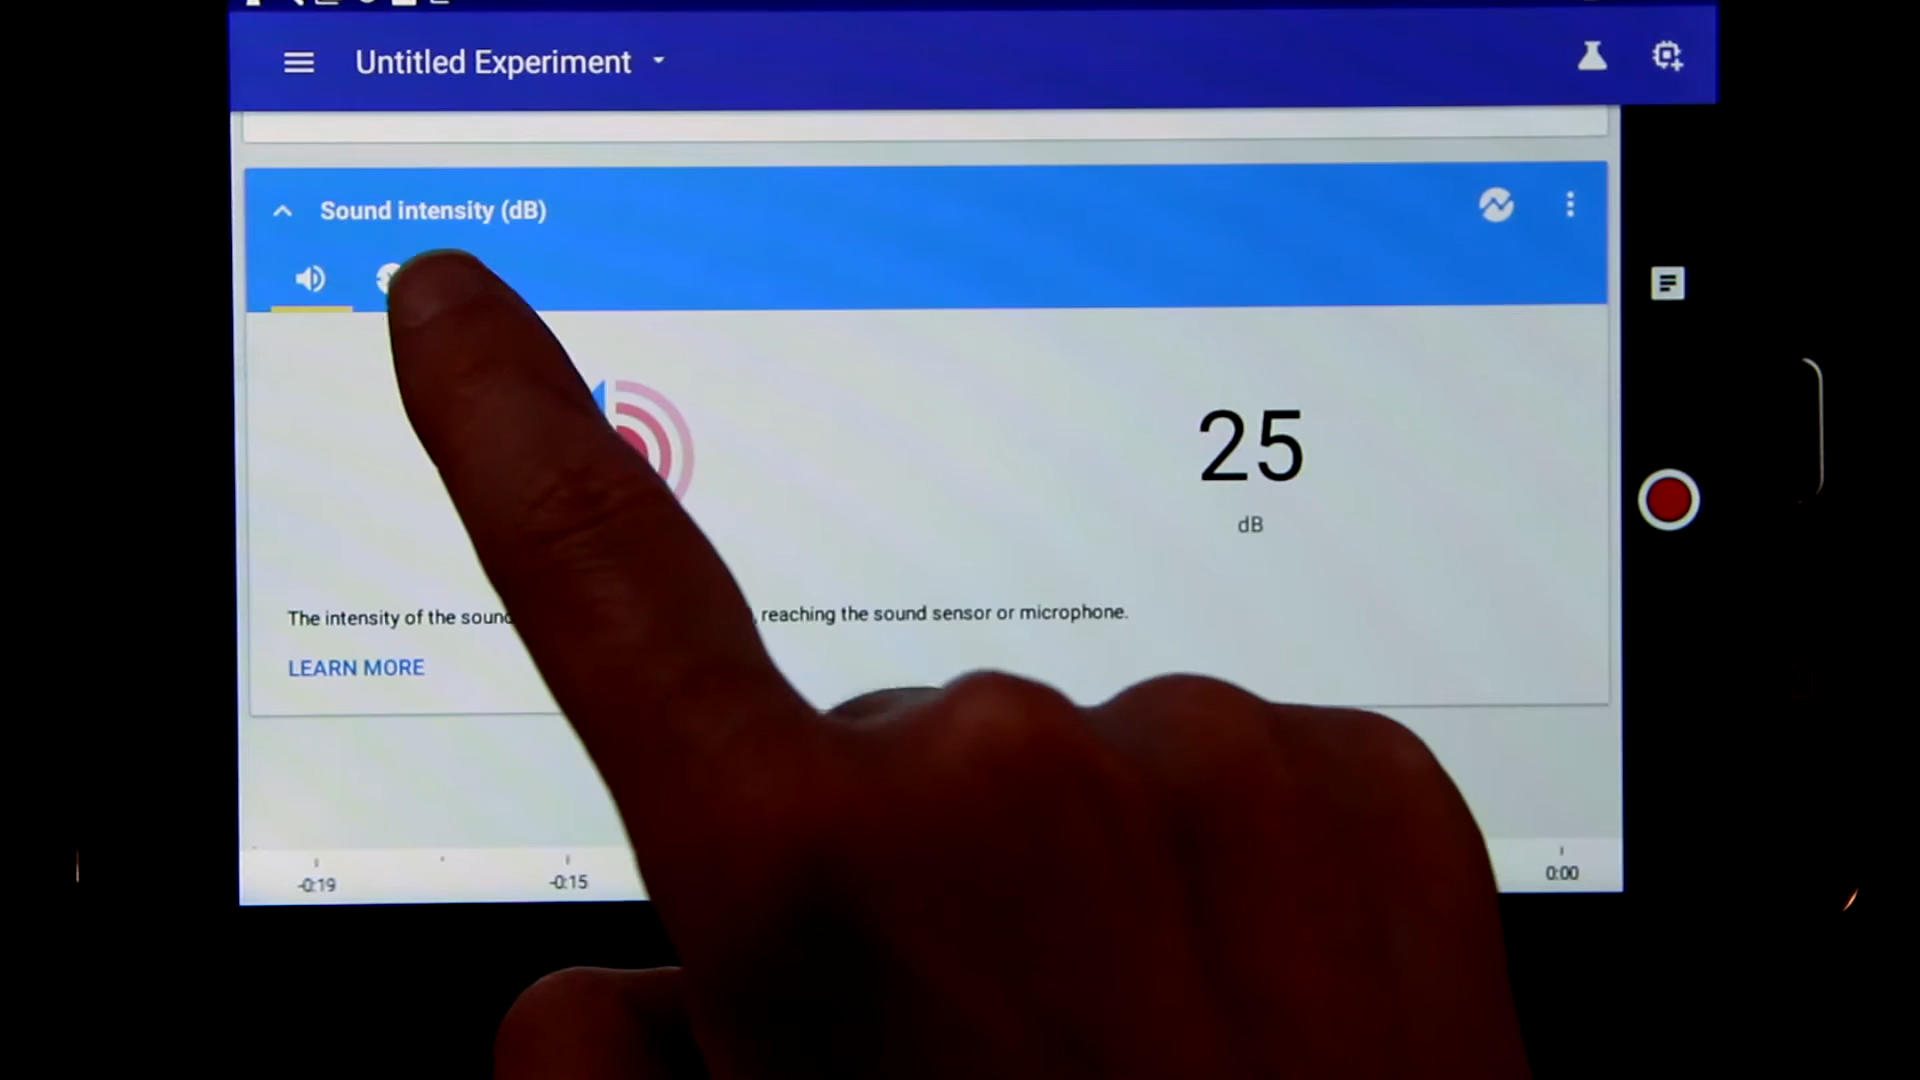 Untitled Experiment
Sound intensity (dB)
25
dB
The intensity of the sound reaching the sound sensor or microphone.
LEARN MORE
-0:19
-0:15
0:00